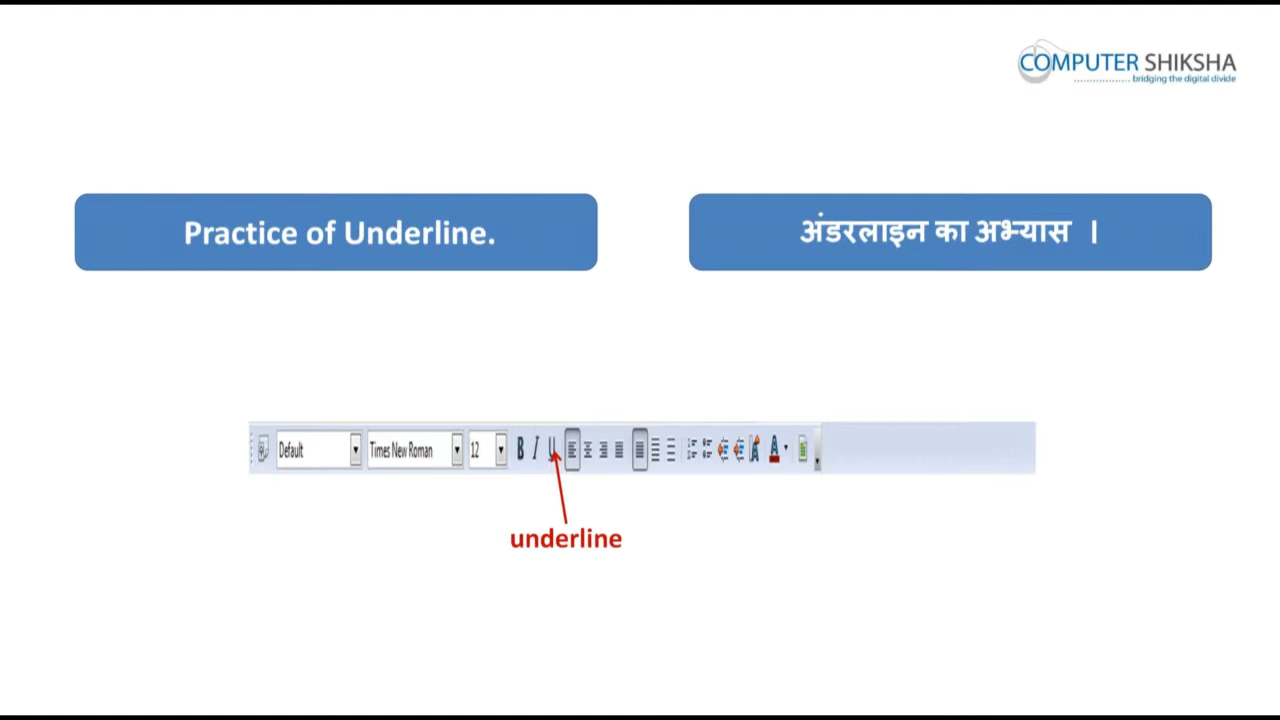 COMPUTER SHIKSHA
bridging the digital divide
Practice of Underline.
अंडरलाइन का अभ्यास ।
Default Times New Roman 12 B I U
underline